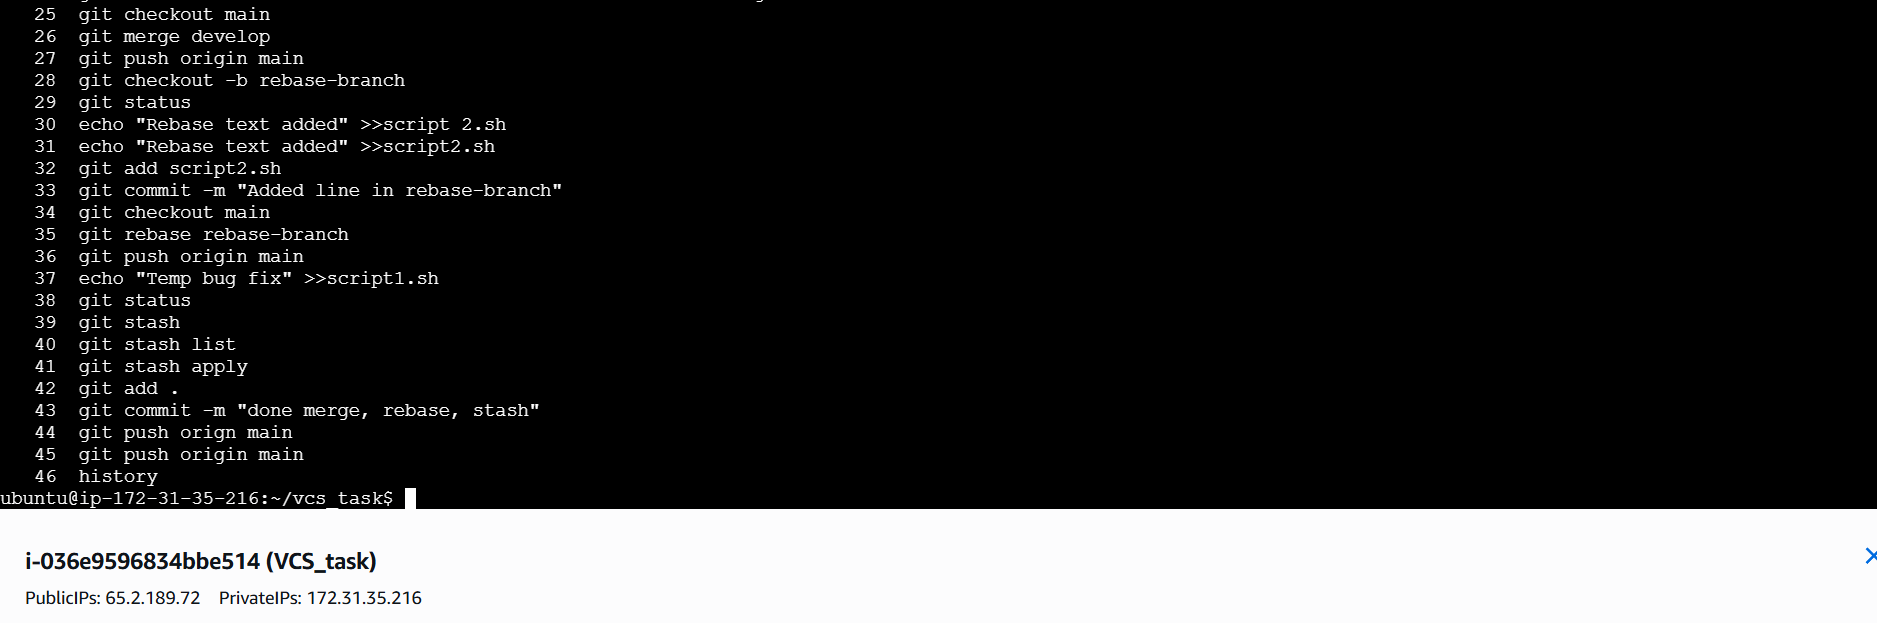 25 git checkout main
26 git merge develop
27 git push origin main
28 git checkout -b rebase-branch
29 git status
30 echo "Rebase text added" >>script 2.sh
31 echo "Rebase text added" >>script2.sh
32 git add script2.sh
33 git commit -m "Added line in rebase-branch"
34 git checkout main
35 git rebase rebase-branch
36 git push origin main
37 echo "Temp bug fix" >>script1.sh
38 git status
39 git stash
40 git stash list
41 git stash apply
42 git add .
43 git commit -m "done merge, rebase, stash"
44 git push orign main
45 git push origin main
46 history
ubuntu@ip-172-31-35-216:~/vcs_task$
i-036e9596834bbe514 (VCS_task)
PublicIPs: 65.2.189.72 PrivateIPs: 172.31.35.216